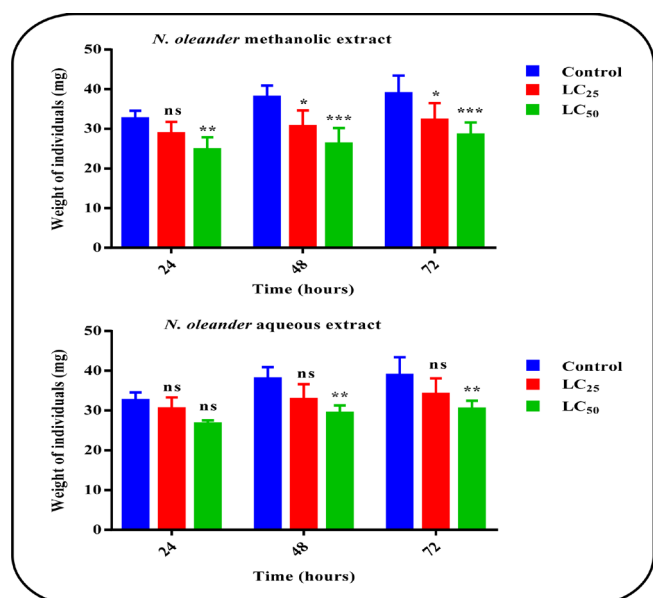 N. oleander methanolic extract
50
40
30
20
10
0
Weight of individuals (mg)
ns
**
*
***
*
***
24
48
72
Time (hours)
Control
LC25
LC50
N. oleander aqueous extract
50
40
30
20
10
0
Weight of individuals (mg)
ns
ns
ns
**
ns
**
24
48
72
Time (hours)
Control
LC25
LC50